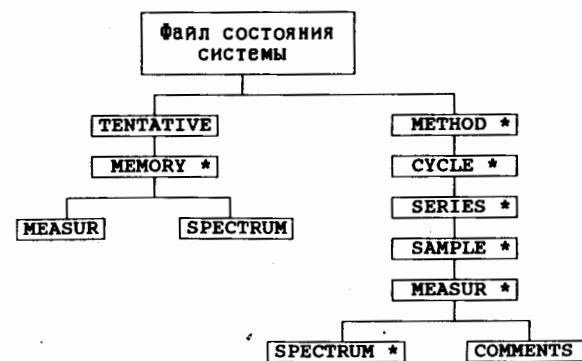 Файл состояния
системы
TENTATIVE
METHOD *
MEMORY *
CYCLE *
MEASUR
SPECTRUM
SERIES *
SAMPLE *
MEASUR *
SPECTRUM *
COMMENTS